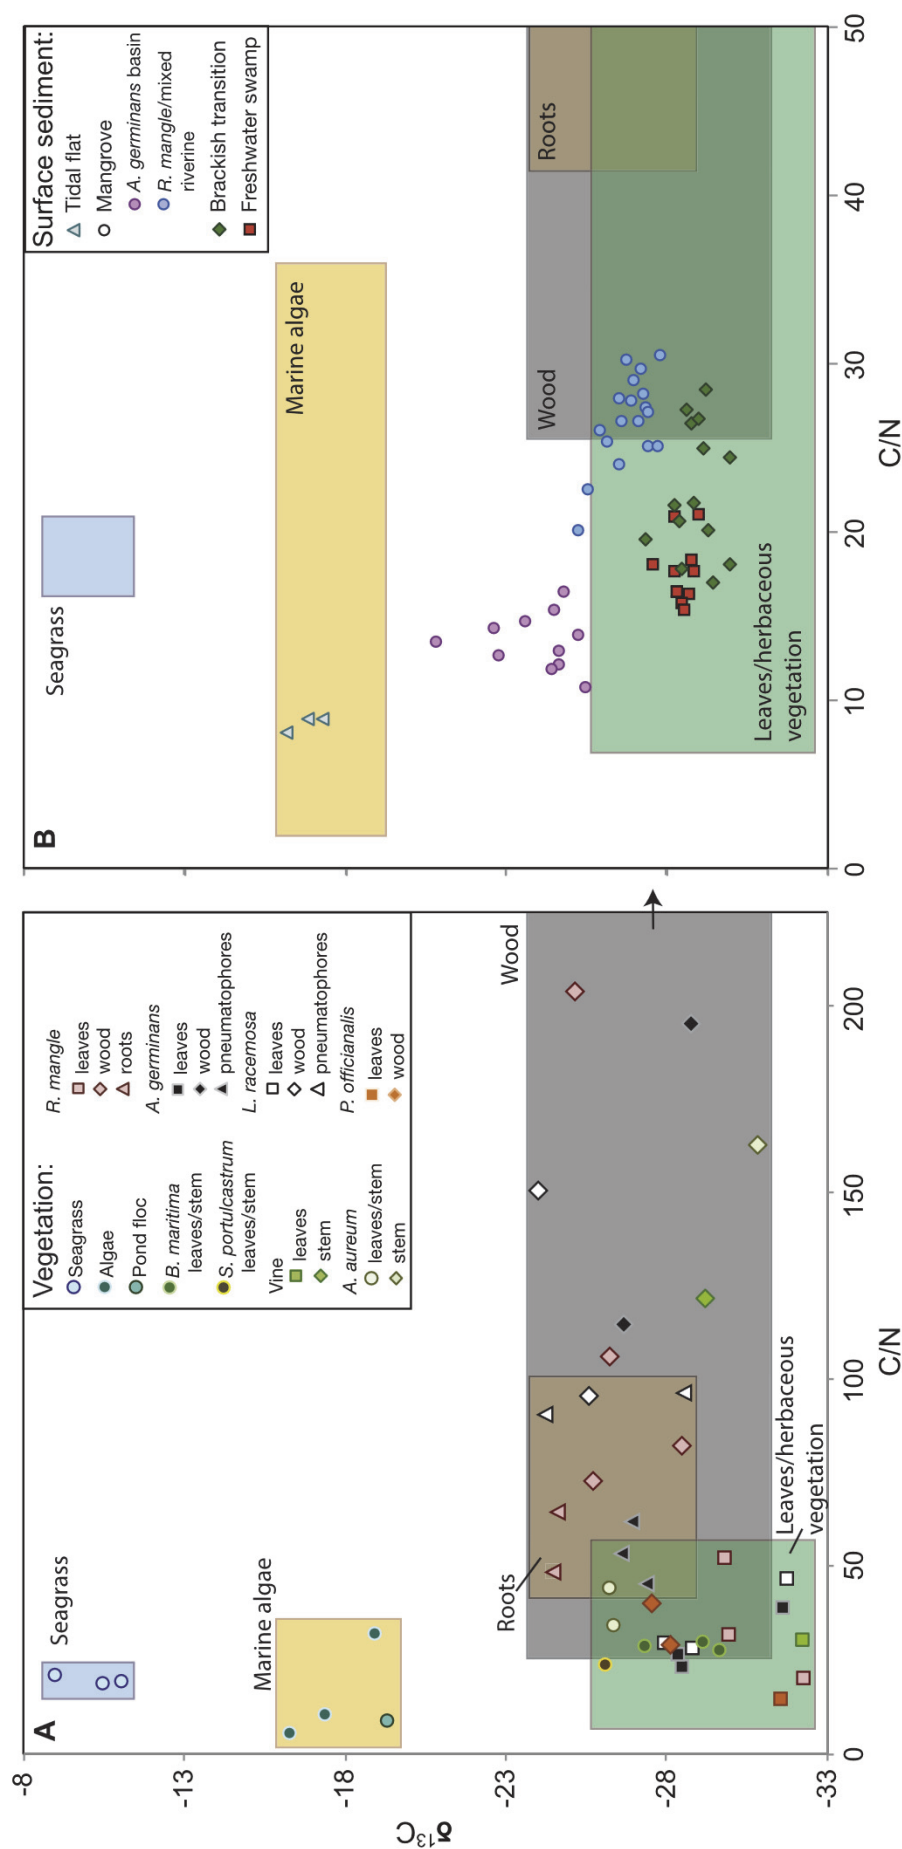 A
Seagrass
Marine algae
Roots
Wood
Leaves/herbaceous
vegetation
Vegetation:
Seagrass
Algae
Pond floc
B. maritima
leaves/stem
S. portulcastrum
leaves/stem
Vine
leaves
stem
A. aureum
leaves/stem
stem
R. mangle
leaves
wood
roots
A. germinans
leaves
wood
pneumatophores
L. racemosa
leaves
wood
pneumatophores
P. officianalis
leaves
wood
-8
-13
-18
-23
-28
-33
δ¹³C
0
50
100
150
200
C/N
B
Seagrass
Marine algae
Wood
Roots
Leaves/herbaceous
vegetation
Surface sediment:
Tidal flat
Mangrove
A. germinans basin
R. mangle/mixed
riverine
Brackish transition
Freshwater swamp
0
10
20
30
40
50
C/N